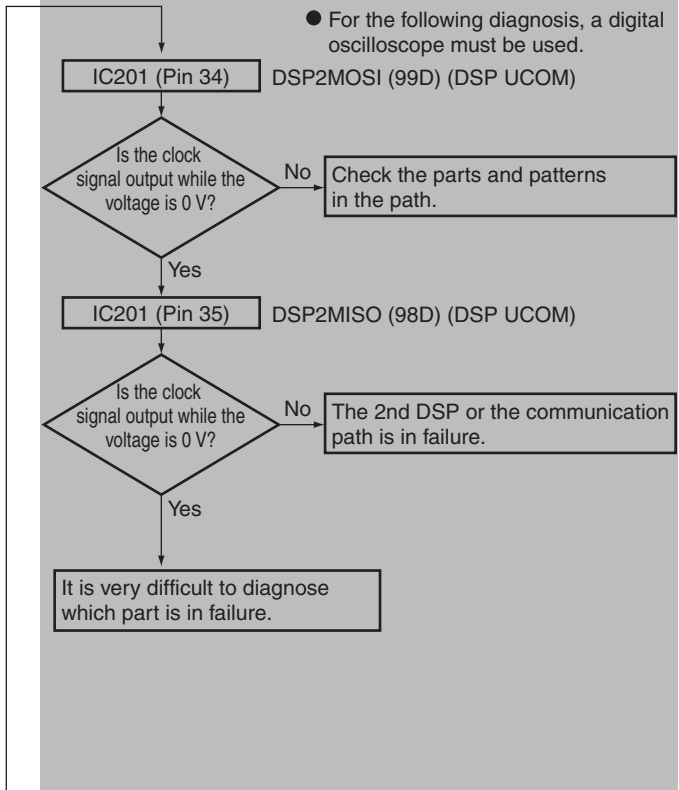 ● For the following diagnosis, a digital
oscilloscope must be used.
IC201 (Pin 34) DSP2MOSI (99D) (DSP UCOM)
Is the clock
signal output while the
voltage is 0 V?
No
Check the parts and patterns
in the path.
Yes
IC201 (Pin 35) DSP2MISO (98D) (DSP UCOM)
Is the clock
signal output while the
voltage is 0 V?
No
The 2nd DSP or the communication
path is in failure.
Yes
It is very difficult to diagnose
which part is in failure.